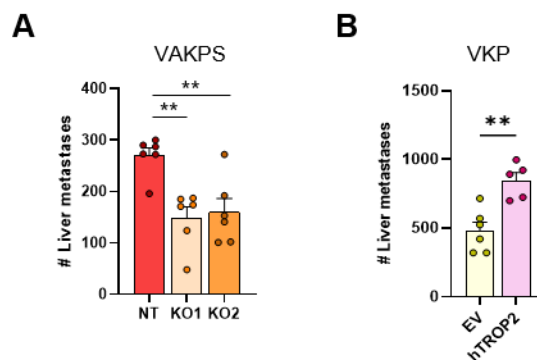 A
VAKPS
# Liver metastases
400
300
200
100
0
**
**
NT KO1 KO2
B
VKP
# Liver metastases
1500
1000
500
0
**
EV
hTROP2